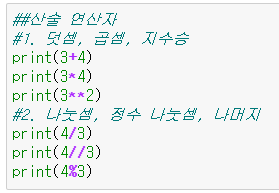 ##산술 연산자
#1. 덧셈, 곱셈, 지수승
print(3+4)
print(3*4)
print(3**2)
#2. 나눗셈, 정수 나눗셈, 나머지
print(4/3)
print(4//3)
print(4%3)